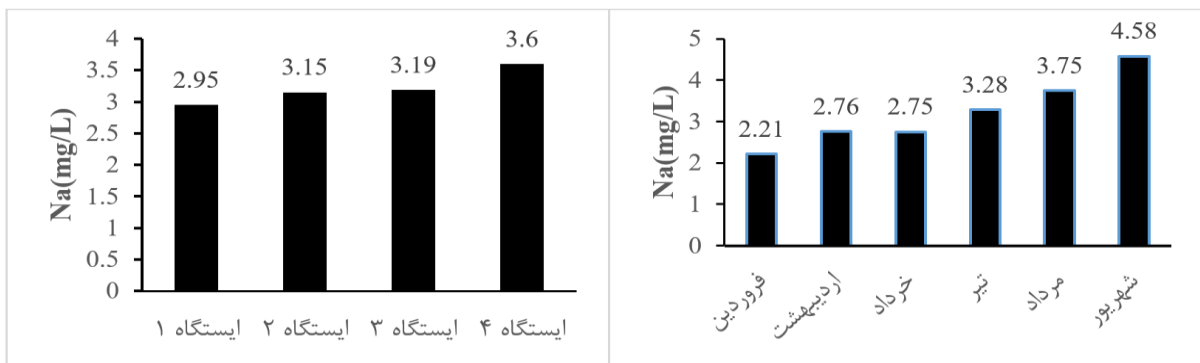 Na(mg/L)
4
3.5
3
2.5
2
1.5
1
0.5
0
2.95
3.15
3.19
3.6
ایستگاه ۱
ایستگاه ۲
ایستگاه ۳
ایستگاه ۴
Na(mg/L)
5
4
3
2
1
0
2.21
2.76
2.75
3.28
3.75
4.58
فروردین
اردیبهشت
خرداد
تیر
مرداد
شهریور